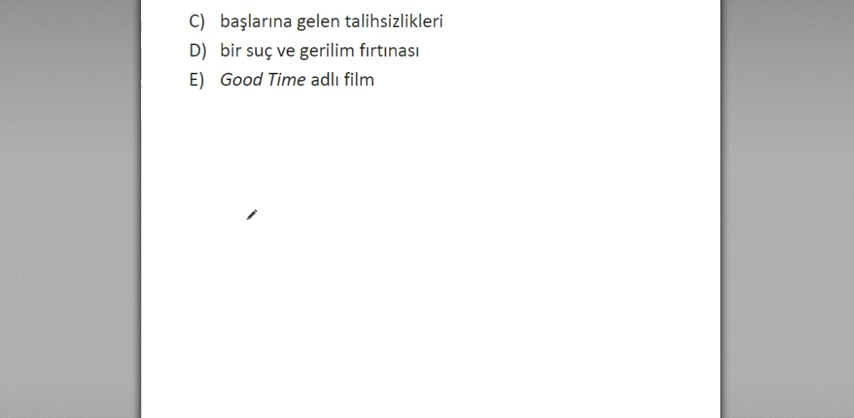 C) başlarına gelen talihsizlikleri
D) bir suç ve gerilim fırtınası
E) Good Time adlı film